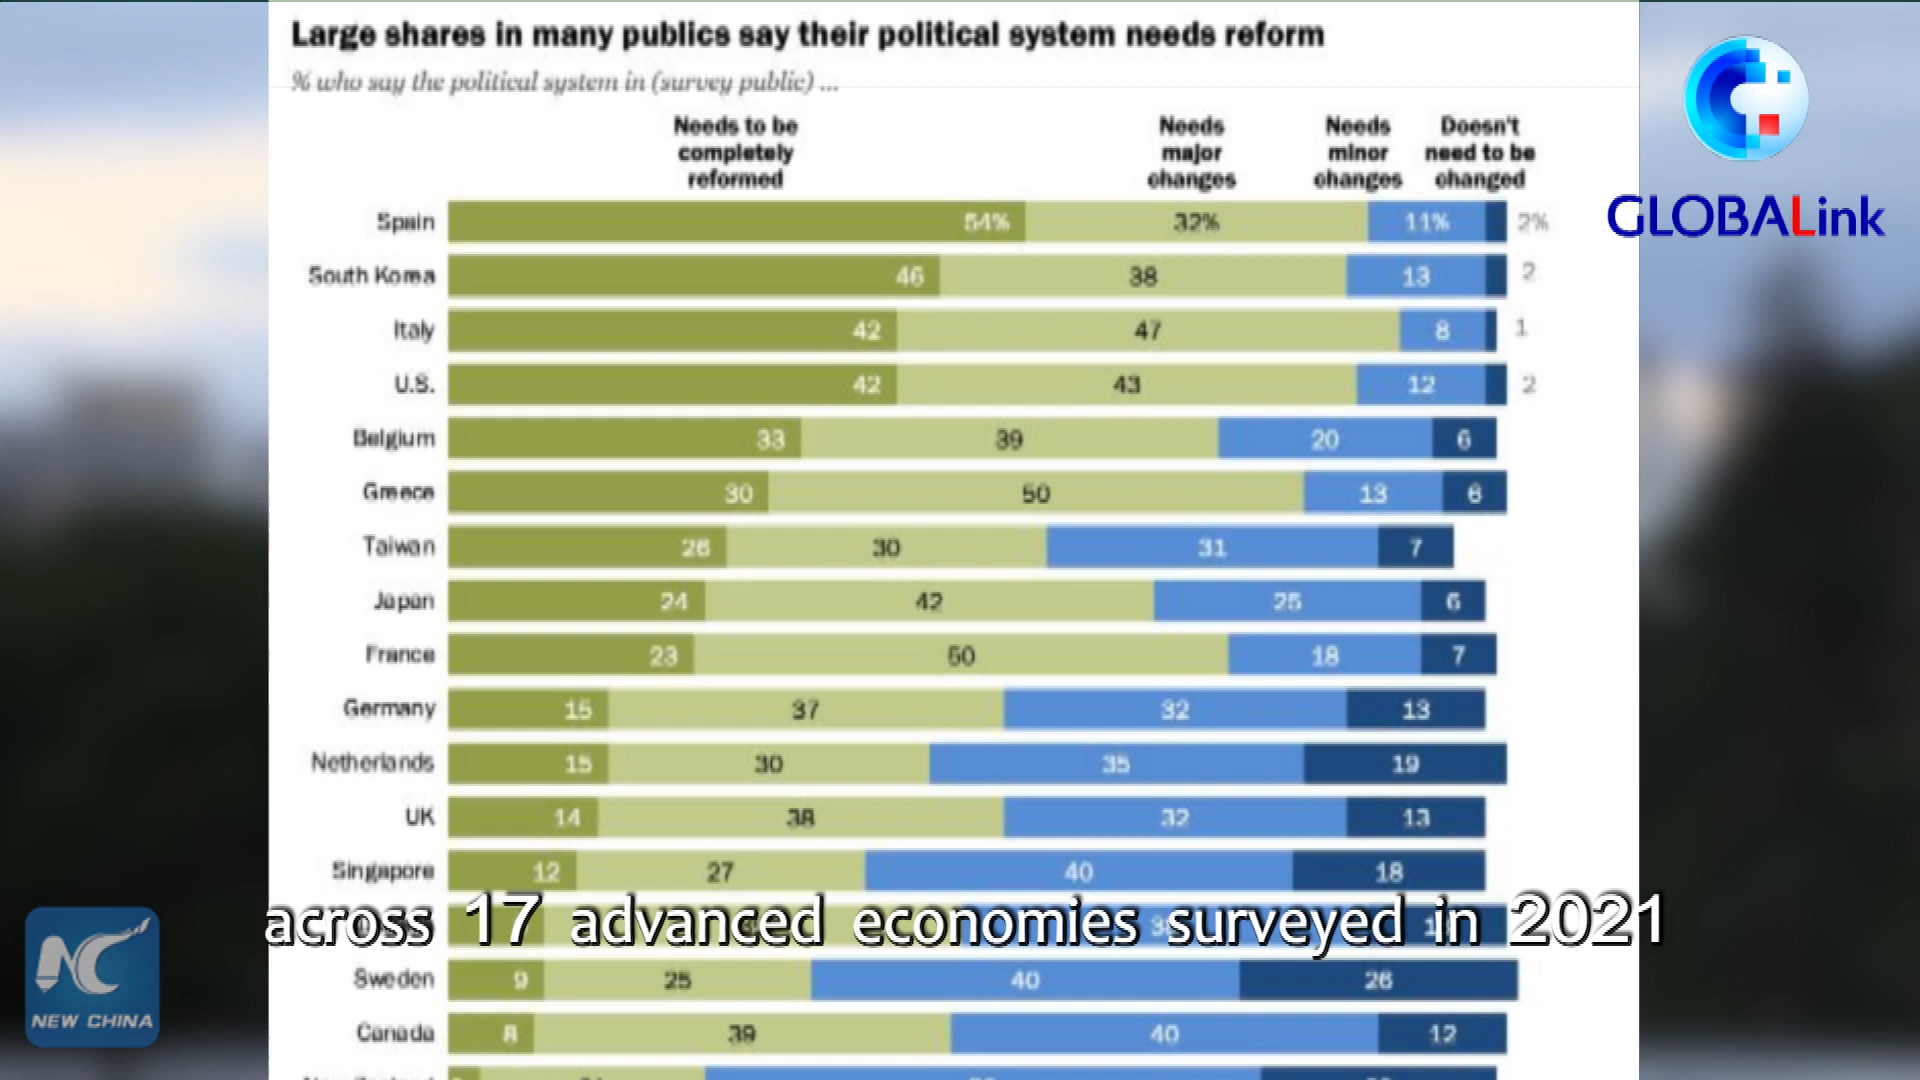 Large shares in many publics say their political system needs reform
% who say the political system in (survey public) ...
Needs to be completely reformed
Needs major changes
Needs minor changes
Doesn't need to be changed
GLOBALink
Spain 54% 32% 11% 2%
South Korea 46 38 13 2
Italy 42 47 8 1
U.S. 42 43 12 2
Belgium 33 39 20 6
Greece 30 50 13 6
Taiwan 26 30 31 7
Japan 24 42 25 6
France 23 50 18 7
Germany 15 37 32 13
Netherlands 15 30 35 19
UK 14 38 32 13
Singapore 12 27 40 18
across 17 advanced economies surveyed in 2021
Sweden 9 25 40 26
Canada 8 39 40 12
NEW CHINA